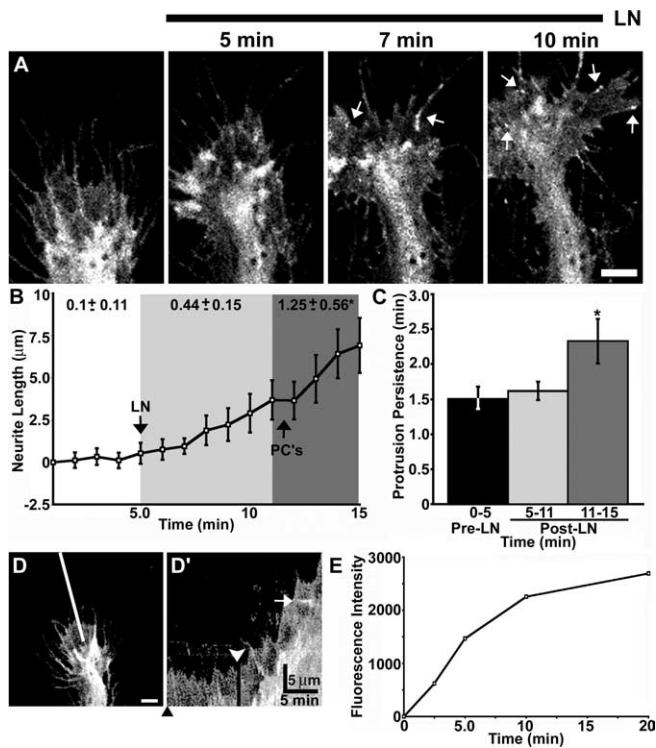 LN
5 min 7 min 10 min
A
B
10
7.5
5.0
2.5
0
-2.5
Neurite Length (μm)
0.1± 0.11 0.44 ± 0.15 1.25 ± 0.56*
LN
PC's
5.0 10 15
Time (min)
C
3.0
2.5
2.0
1.5
1.0
0.5
0
Protrusion Persistence (min)
*
0-5 5-11 11-15
Pre-LN Post-LN
Time (min)
D
D'
5 μm
5 min
E
3000
2000
1000
0
Fluorescence Intensity
0 5.0 10 15 20
Time (min)